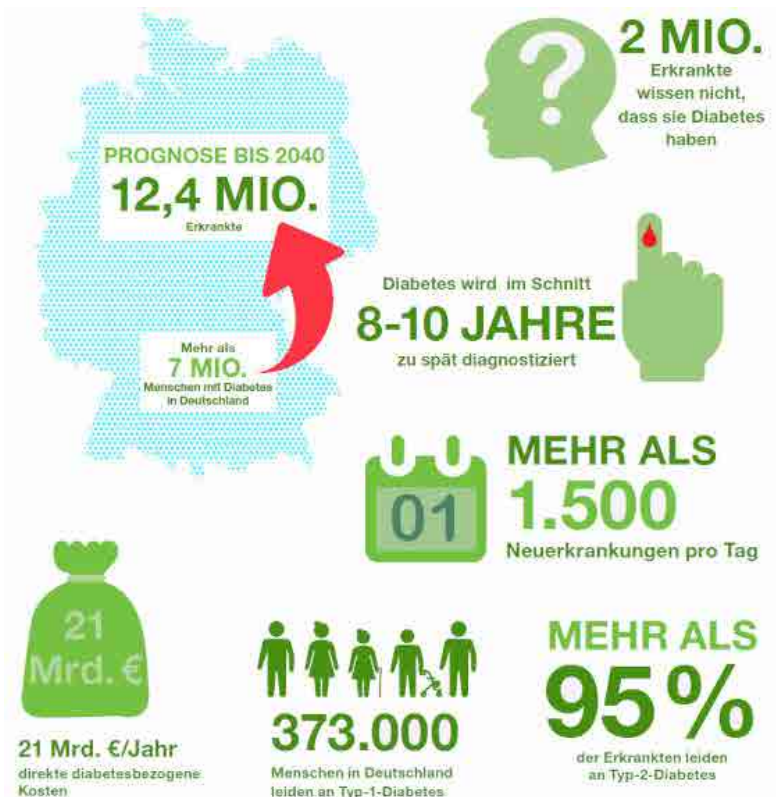 2 MIO.
Erkrankte
wissen nicht,
dass sie Diabetes
haben
PROGNOSE BIS 2040
12,4 MIO.
Erkrankte
Mehr als
7 MIO.
Menschen mit Diabetes
in Deutschland
Diabetes wird im Schnitt
8-10 JAHRE
zu spät diagnostiziert
01
MEHR ALS
1.500
Neuerkrankungen pro Tag
21
Mrd. €
21 Mrd. €/Jahr
direkte diabetesbezogene
Kosten
373.000
Menschen in Deutschland
leiden an Typ-1-Diabetes
MEHR ALS
95%
der Erkrankten leiden
an Typ-2-Diabetes